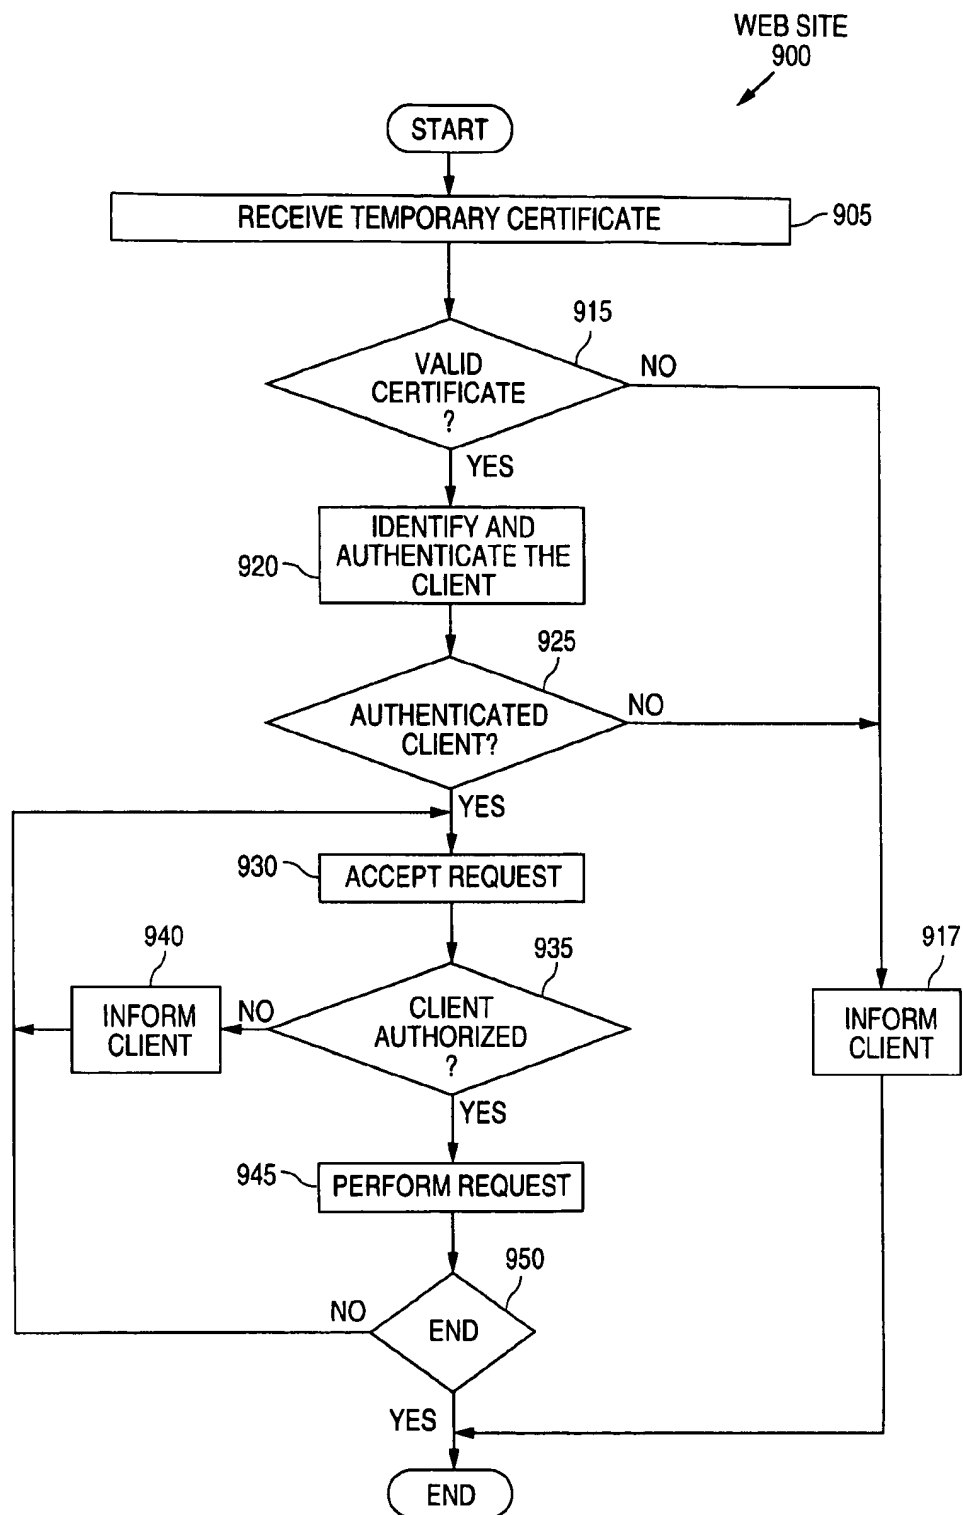 WEB SITE
900
START
RECEIVE TEMPORARY CERTIFICATE
905
915
VALID
CERTIFICATE
?
NO
YES
IDENTIFY AND
AUTHENTICATE THE
CLIENT
920
925
AUTHENTICATED
CLIENT?
NO
YES
930
ACCEPT REQUEST
940
935
917
INFORM
CLIENT
NO
CLIENT
AUTHORIZED
?
INFORM
CLIENT
YES
945
PERFORM REQUEST
950
NO
END
YES
END